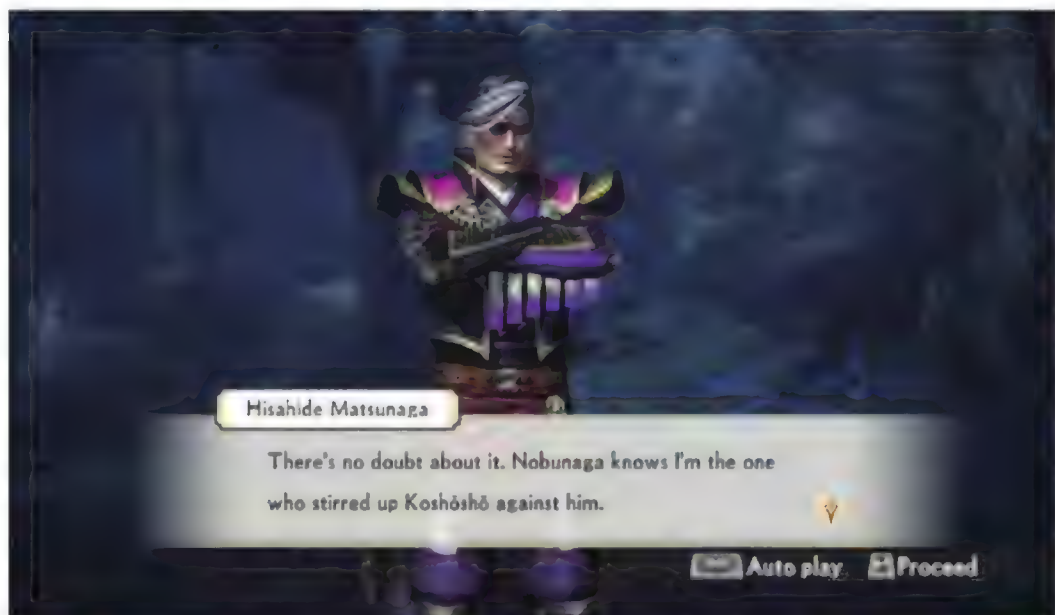 Hisahide Matsunaga
There's no doubt about it. Nobunaga knows I'm the one
who stirred up Koshōshō against him.
Auto play Proceed